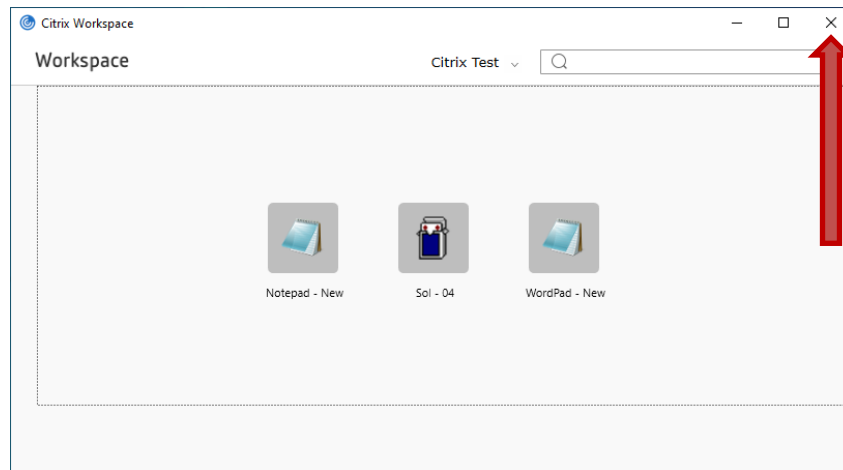 Citrix Workspace
Workspace
Citrix Test
Notepad - New
Sol - 04
WordPad - New